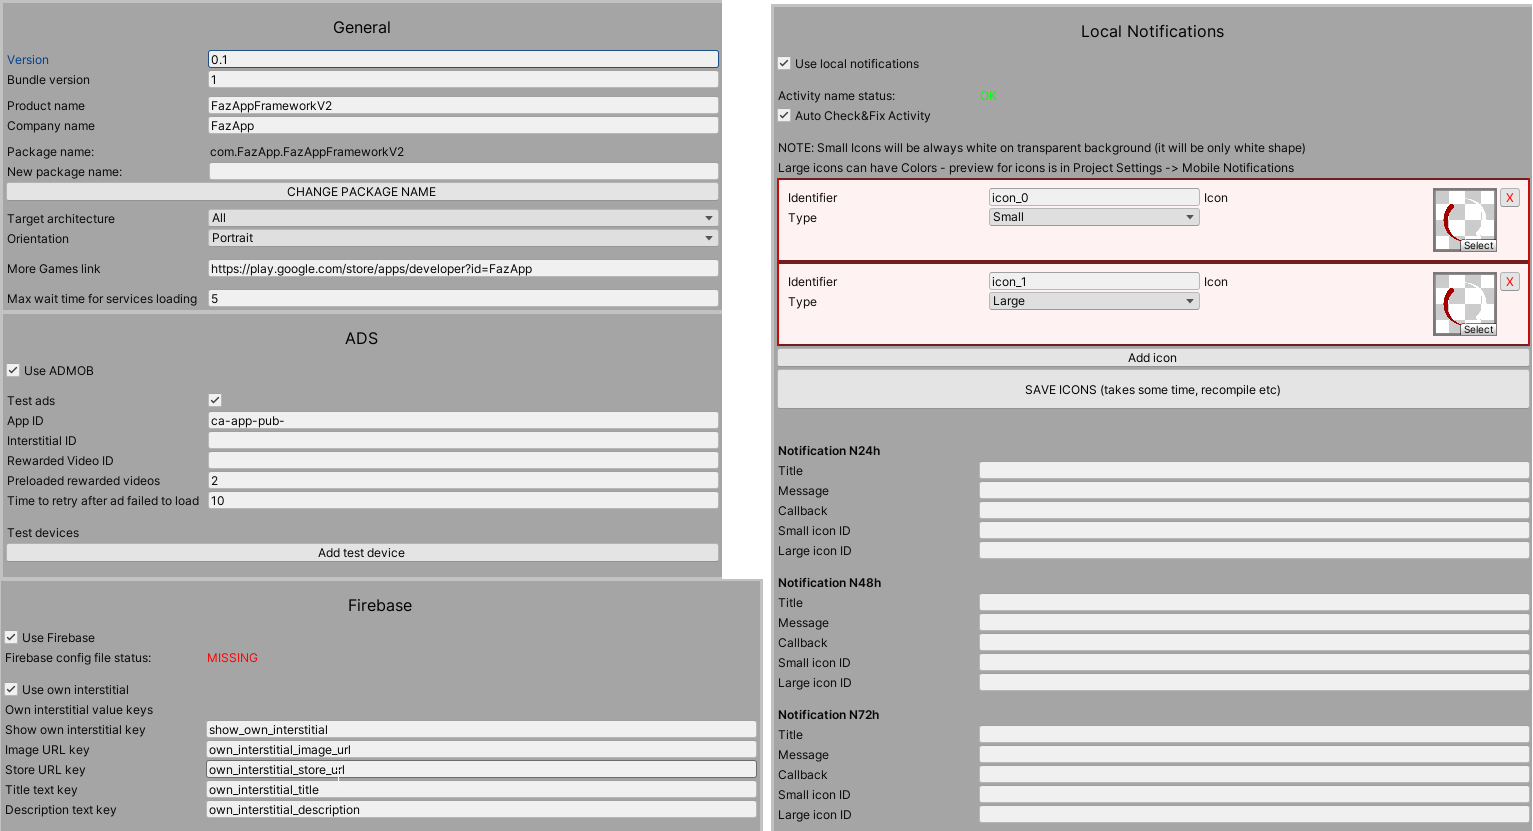 General
Version 0.1
Bundle version 1
Product name FazAppFrameworkV2
Company name FazApp
Package name: com.FazApp.FazAppFrameworkV2
New package name:
CHANGE PACKAGE NAME
Target architecture All
Orientation Portrait
More Games link https://play.google.com/store/apps/developer?id=FazApp
Max wait time for services loading 5
ADS
Use ADMOB
Test ads
App ID ca-app-pub-
Interstitial ID
Rewarded Video ID
Preloaded rewarded videos 2
Time to retry after ad failed to load 10
Test devices
Add test device
Firebase
Use Firebase
Firebase config file status: MISSING
Use own interstitial
Own interstitial value keys
Show own interstitial key show_own_interstitial
Image URL key own_interstitial_image_url
Store URL key own_interstitial_store_url
Title text key own_interstitial_title
Description text key own_interstitial_description
Local Notifications
Use local notifications
Activity name status: OK
Auto Check&Fix Activity
NOTE: Small Icons will be always white on transparent background (it will be only white shape)
Large icons can have Colors - preview for icons is in Project Settings -> Mobile Notifications
Identifier icon_0 Icon X
Type Small
Select
Identifier icon_1 Icon X
Type Large
Select
Add icon
SAVE ICONS (takes some time, recompile etc)
Notification N24h
Title
Message
Callback
Small icon ID
Large icon ID
Notification N48h
Title
Message
Callback
Small icon ID
Large icon ID
Notification N72h
Title
Message
Callback
Small icon ID
Large icon ID